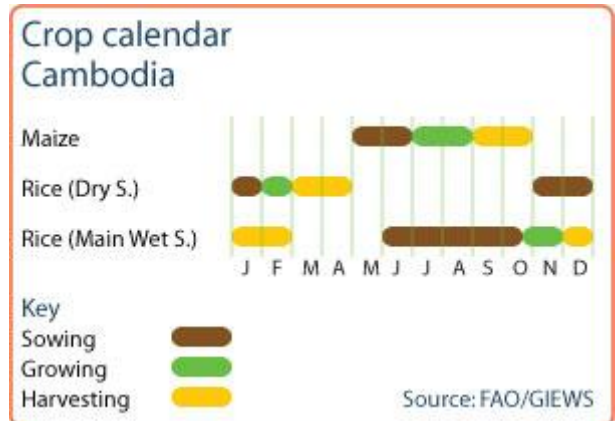 Crop calendar
Cambodia
Maize
Rice (Dry S.)
Rice (Main Wet S.)
J F M A M J J A S O N D
Key
Sowing
Growing
Harvesting
Source: FAO/GIEWS